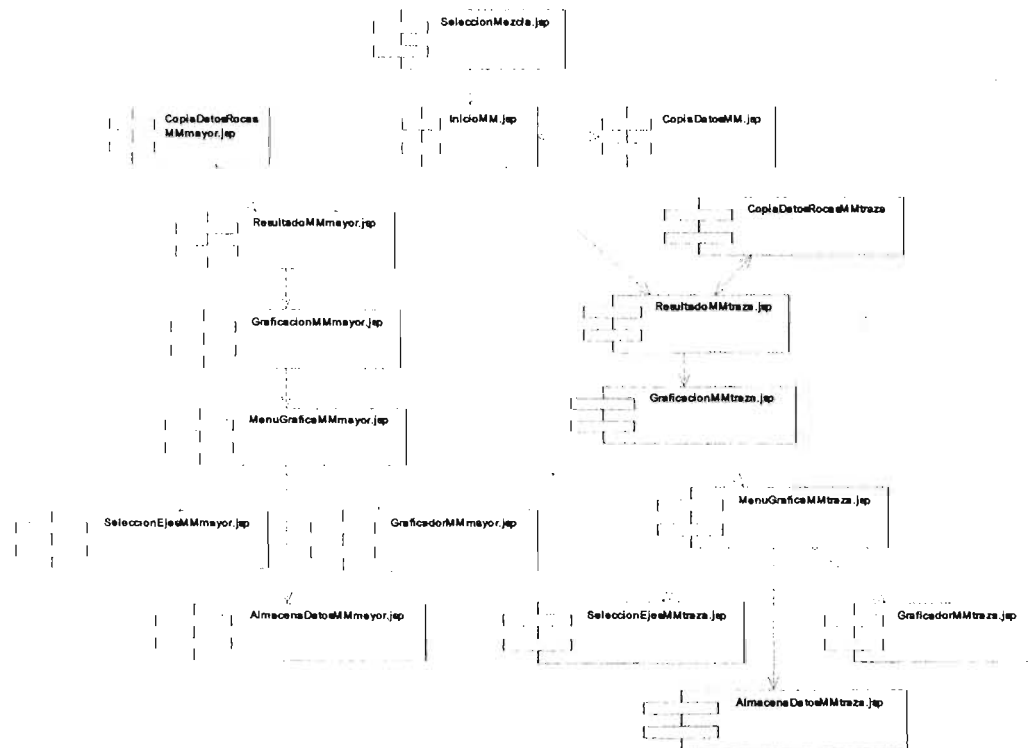 SeleccionMezcla.jsp
CopiaDatosRocas
MMmayor.jsp
InicioMM.jsp
CopiaDatosMM.jsp
ResultadoMMmayor.jsp
CopiaDatosRocasMMtraza
GraficacionMMmayor.jsp
ResultadoMMtraza.jsp
MenuGraficaMMmayor.jsp
GraficacionMMtraza.jsp
SeleccionEjesMMmayor.jsp
GraficadorMMmayor.jsp
MenuGraficaMMtraza.jsp
AlmacenaDatosMMmayor.jsp
SeleccionEjesMMtraza.jsp
GraficadorMMtraza.jsp
AlmacenaDatosMMtraza.jsp